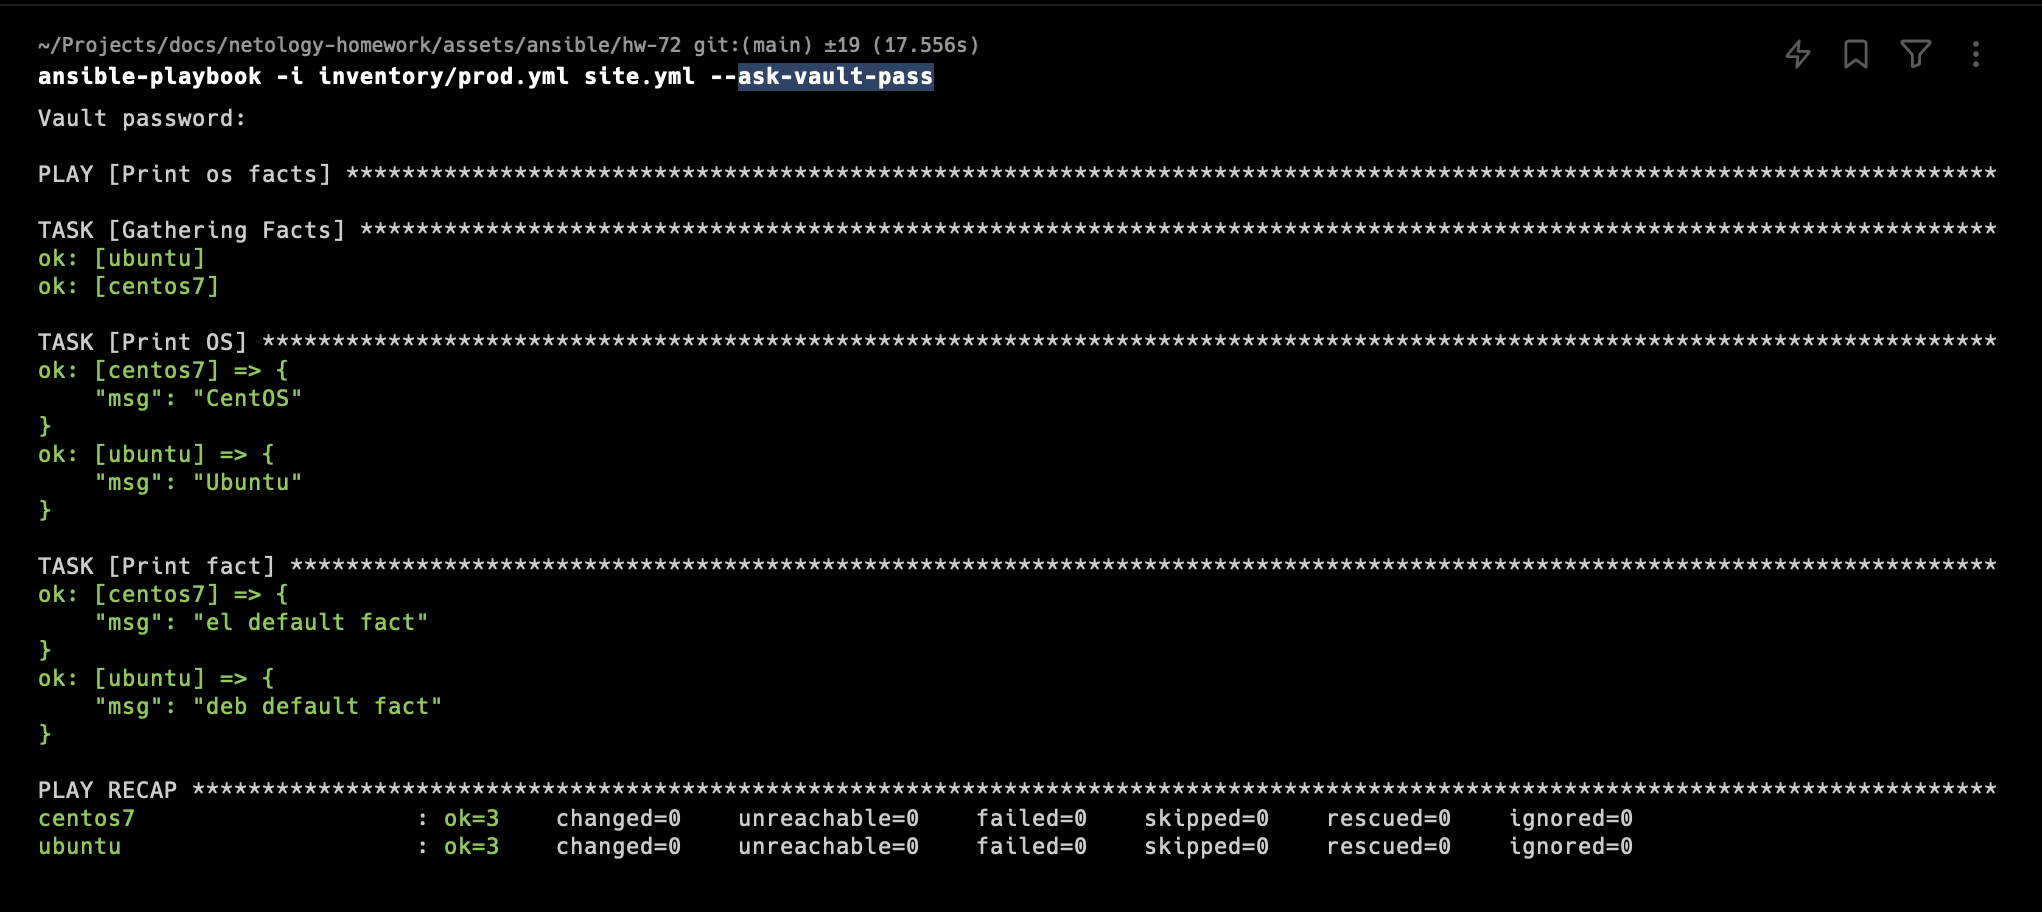 ~/Projects/docs/netology-homework/assets/ansible/hw-72 git:(main) ±19 (17.556s)
ansible-playbook -i inventory/prod.yml site.yml --ask-vault-pass
Vault password:
PLAY [Print os facts] **********************************************************************************************************************
TASK [Gathering Facts] *********************************************************************************************************************
ok: [ubuntu]
ok: [centos7]
TASK [Print OS] ****************************************************************************************************************************
ok: [centos7] => {
    "msg": "CentOS"
}
ok: [ubuntu] => {
    "msg": "Ubuntu"
}
TASK [Print fact] **************************************************************************************************************************
ok: [centos7] => {
    "msg": "el default fact"
}
ok: [ubuntu] => {
    "msg": "deb default fact"
}
PLAY RECAP *********************************************************************************************************************************
centos7                    : ok=3    changed=0    unreachable=0    failed=0    skipped=0    rescued=0    ignored=0
ubuntu                     : ok=3    changed=0    unreachable=0    failed=0    skipped=0    rescued=0    ignored=0